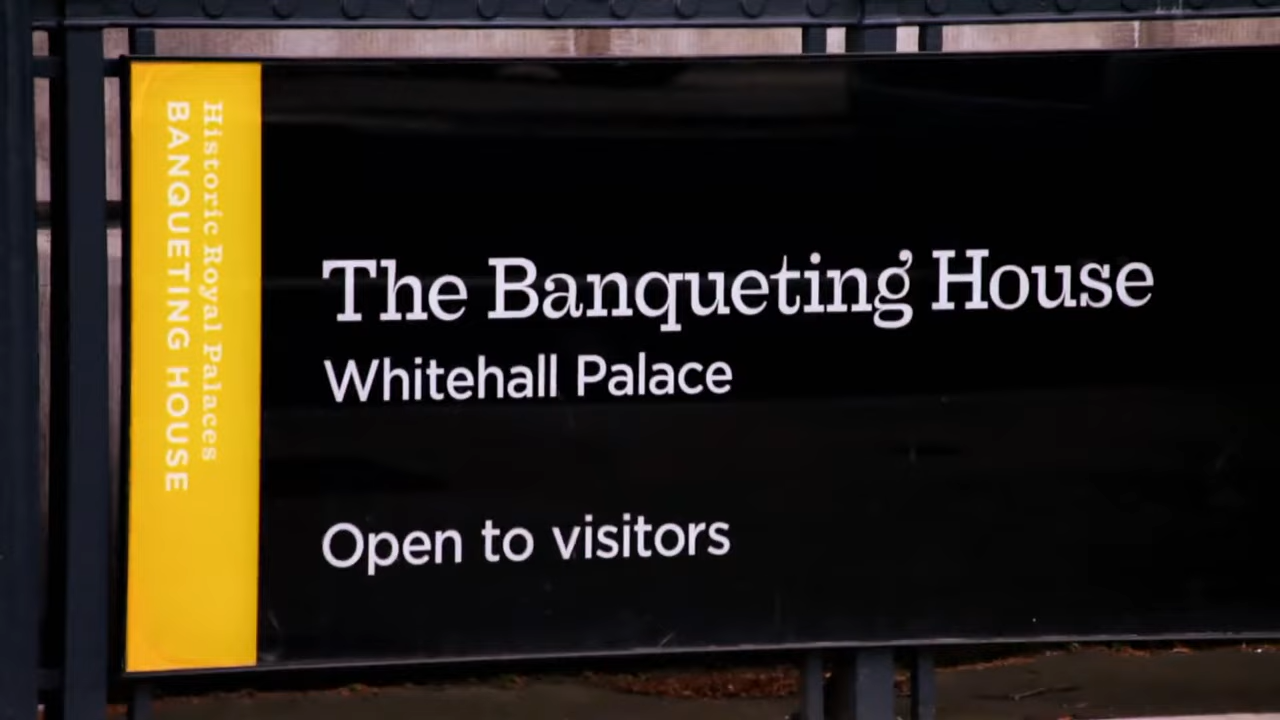 Historic Royal Palaces
BANQUETING HOUSE
The Banqueting House
Whitehall Palace
Open to visitors